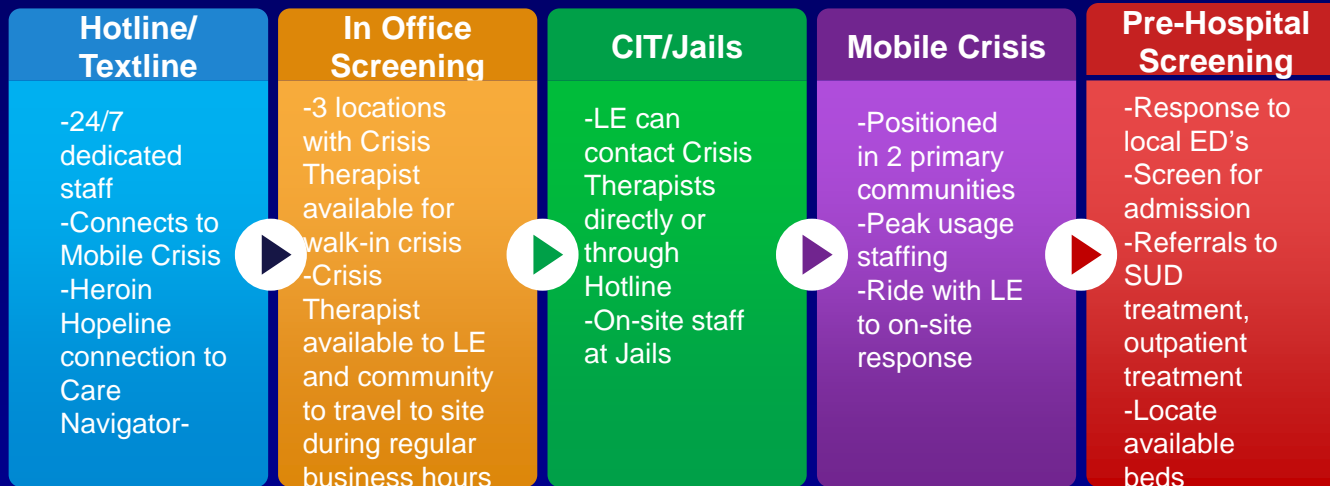 Hotline/
Textline
-24/7
dedicated
staff
-Connects to
Mobile Crisis
-Heroin
Hopeline
connection to
Care
Navigator-
In Office
Screening
-3 locations
with Crisis
Therapist
available for
walk-in crisis
-Crisis
Therapist
available to LE
and community
to travel to site
during regular
business hours
CIT/Jails
-LE can
contact Crisis
Therapists
directly or
through
Hotline
-On-site staff
at Jails
Mobile Crisis
-Positioned
in 2 primary
communities
-Peak usage
staffing
-Ride with LE
to on-site
response
Pre-Hospital
Screening
-Response to
local ED's
-Screen for
admission
-Referrals to
SUD
treatment,
outpatient
treatment
-Locate
available
beds